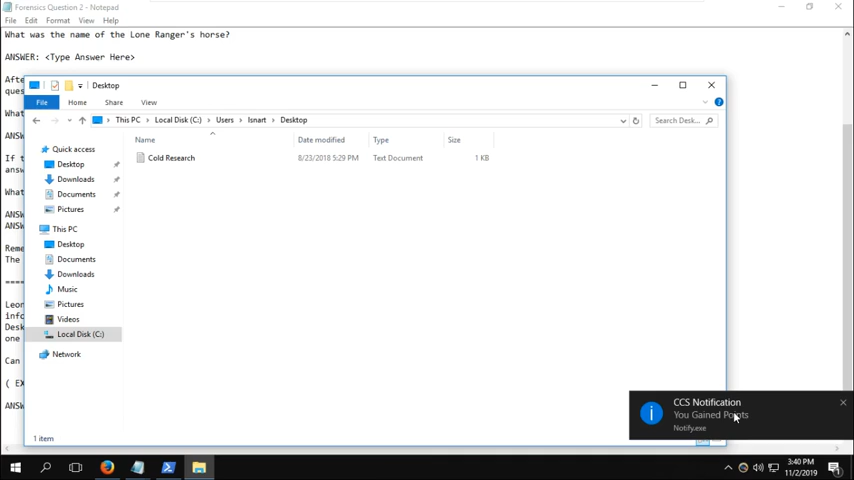 Forensics Question 2 - Notepad
File Edit Format View Help
What was the name of the Lone Ranger's horse?
ANSWER: <Type Answer Here>
Afte
ques
What
ANSW
If t
answ
What
ANSW
ANSW
Reme
The
====
Leon
info
Desk
one
Can
( EX
ANSW
Desktop
File Home Share View
This PC Local Disk (C:) Users lsnart Desktop
Search Desk...
Name Date modified Type Size
Cold Research 8/23/2018 5:29 PM Text Document 1 KB
Quick access
Desktop
Downloads
Documents
Pictures
This PC
Desktop
Documents
Downloads
Music
Pictures
Videos
Local Disk (C:)
Network
1 item
CCS Notification
You Gained Points
Notify.exe
3:40 PM
11/2/2019
1